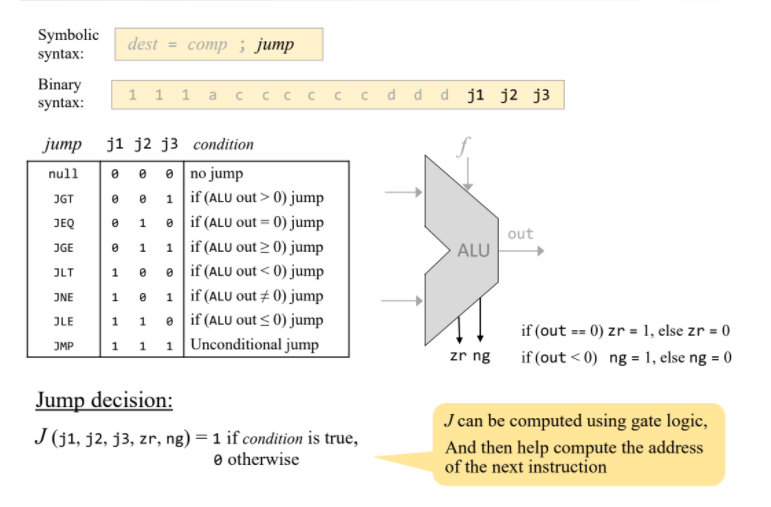 Symbolic
syntax:
dest = comp ; jump
Binary
syntax:
1 1 1 a c c c c c c d d d j1 j2 j3
jump j1 j2 j3 condition
null 0 0 0 no jump
JGT 0 0 1 if (ALU out > 0) jump
JEQ 0 1 0 if (ALU out = 0) jump
JGE 0 1 1 if (ALU out ≥ 0) jump
JLT 1 0 0 if (ALU out < 0) jump
JNE 1 0 1 if (ALU out ≠ 0) jump
JLE 1 1 0 if (ALU out ≤ 0) jump
JMP 1 1 1 Unconditional jump
f
ALU
out
zr ng
if (out == 0) zr = 1, else zr = 0
if (out < 0) ng = 1, else ng = 0
Jump decision:
J (j1, j2, j3, zr, ng) = 1 if condition is true,
0 otherwise
J can be computed using gate logic,
And then help compute the address
of the next instruction